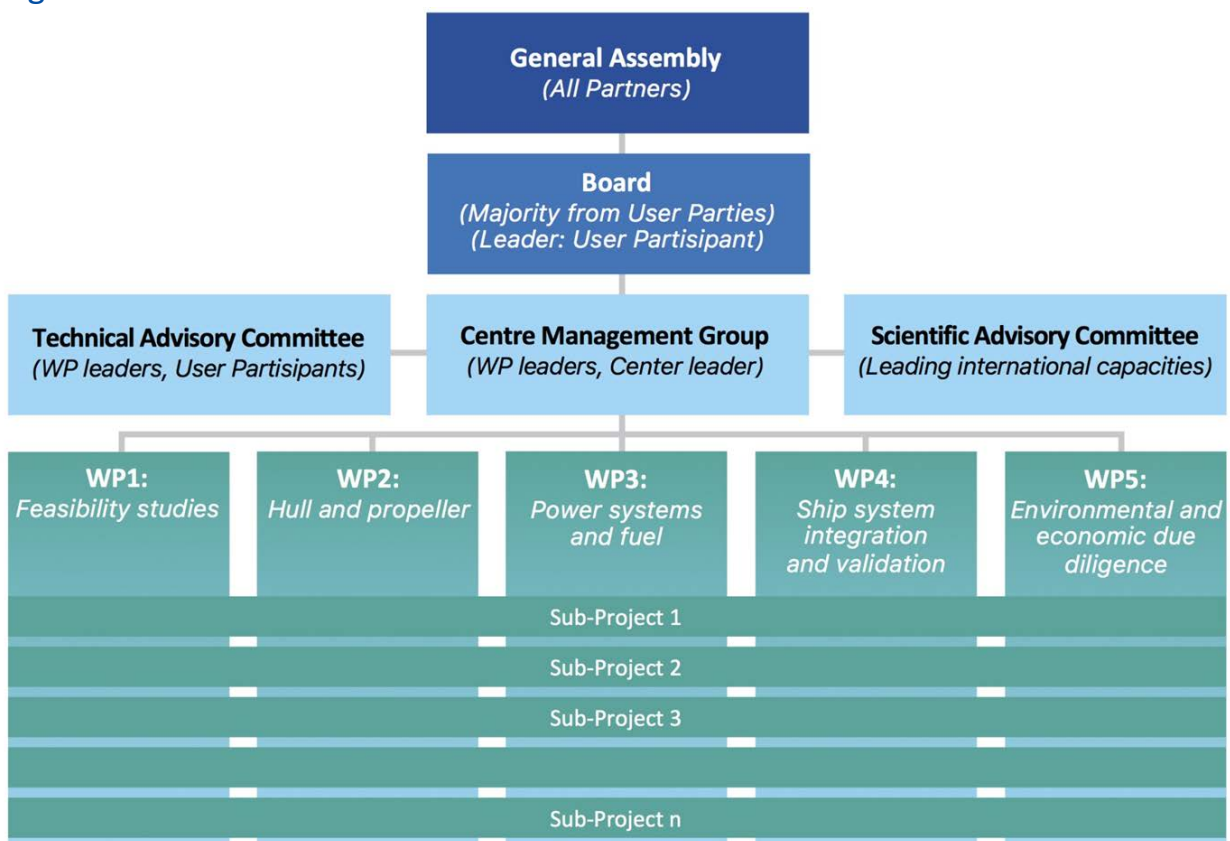 General Assembly
(All Partners)
Board
(Majority from User Parties)
(Leader: User Partisipant)
Technical Advisory Committee
(WP leaders, User Partisipants)
Centre Management Group
(WP leaders, Center leader)
Scientific Advisory Committee
(Leading international capacities)
WP1:
Feasibility studies
WP2:
Hull and propeller
WP3:
Power systems
and fuel
WP4:
Ship system
integration
and validation
WP5:
Environmental and
economic due
diligence
Sub-Project 1
Sub-Project 2
Sub-Project 3
Sub-Project n